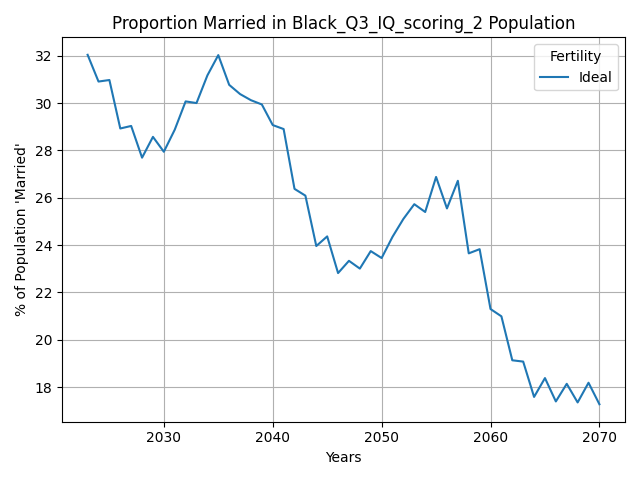 Proportion Married in Black_Q3_IQ_scoring_2 Population
Fertility
Ideal
% of Population 'Married'
32
30
28
26
24
22
20
18
2030
2040
2050
2060
2070
Years